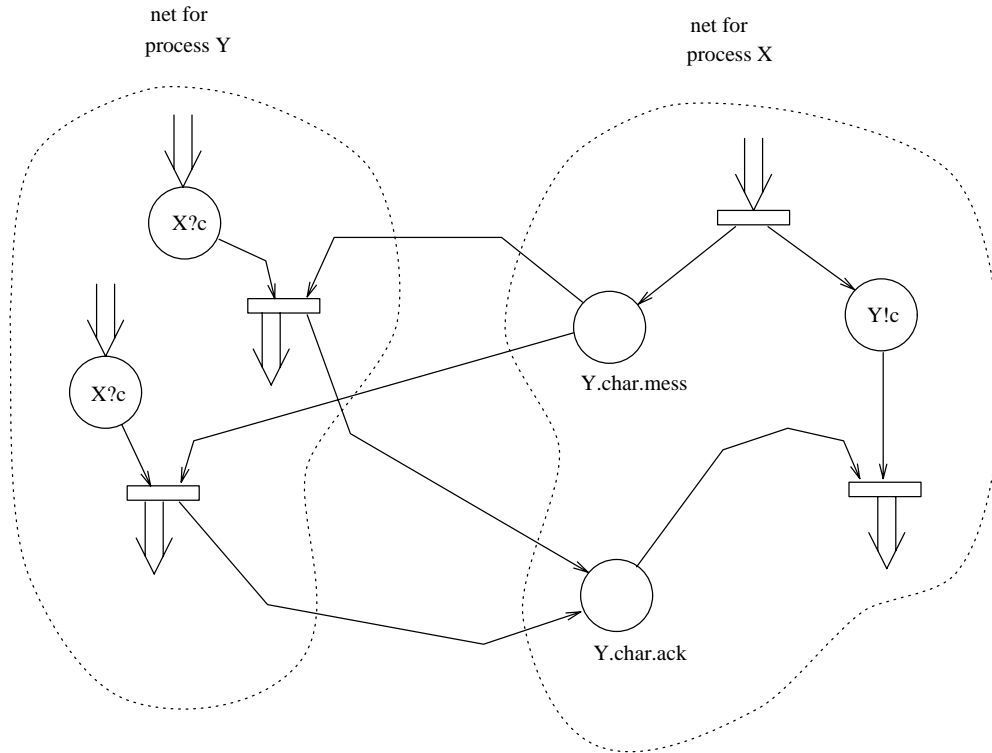 net for
process Y
net for
process X
X?c
X?c
Y!c
Y.char.mess
Y.char.ack